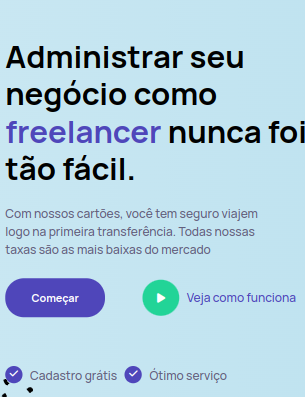 Administrar seu
negócio como
freelancer nunca foi
tão fácil.
Com nossos cartões, você tem seguro viajem
logo na primeira transferência. Todas nossas
taxas são as mais baixas do mercado
Começar
Veja como funciona
Cadastro grátis
Ótimo serviço